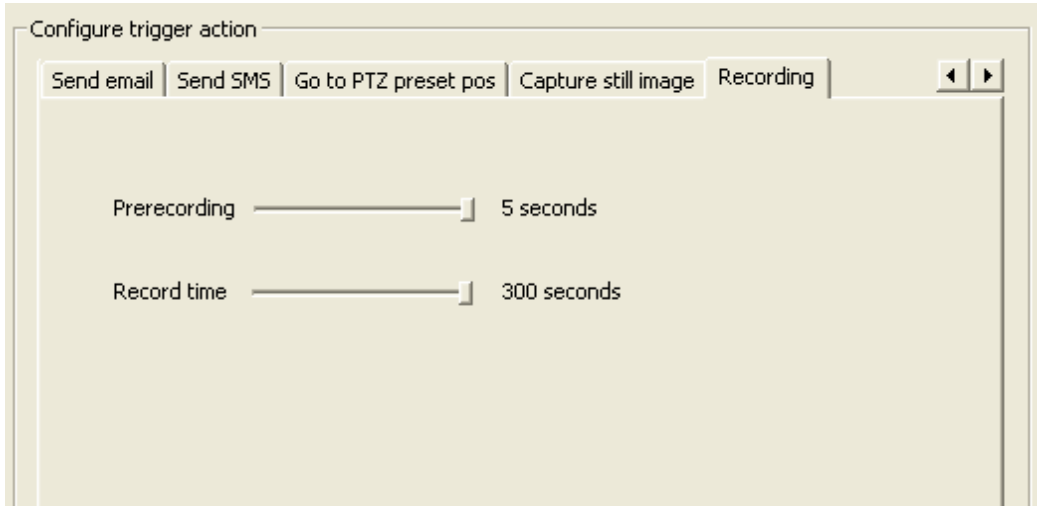 Configure trigger action
Send email Send SMS Go to PTZ preset pos Capture still image Recording
Prerecording 5 seconds
Record time 300 seconds